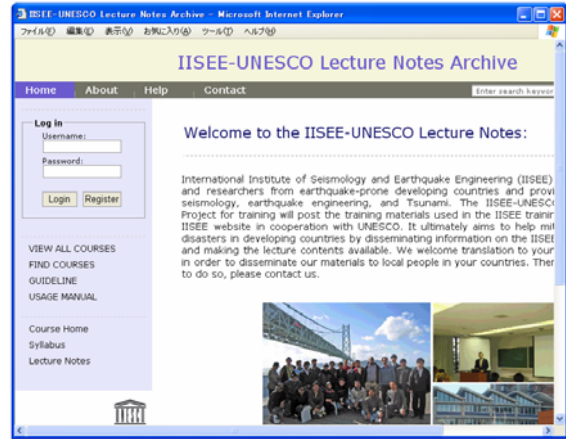 IISEE-UNESCO Lecture Notes Archive - Microsoft Internet Explorer
ファイル(F) 編集(E) 表示(V) お気に入り(A) ツール(T) ヘルプ(H)
IISEE-UNESCO Lecture Notes Archive
Home About Help Contact
Enter search keywor
Log in
Username:
Password:
Login Register
VIEW ALL COURSES
FIND COURSES
GUIDELINE
USAGE MANUAL
Course Home
Syllabus
Lecture Notes
Welcome to the IISEE-UNESCO Lecture Notes:
International Institute of Seismology and Earthquake Engineering (IISEE)
and researchers from earthquake-prone developing countries and provi
seismology, earthquake engineering, and Tsunami. The IISEE-UNESC
Project for training will post the training materials used in the IISEE trainin
IISEE website in cooperation with UNESCO. It ultimately aims to help mit
disasters in developing countries by disseminating information on the IISEE
and making the lecture contents available. We welcome translation to your
in order to disseminate our materials to local people in your countries. Ther
to do so, please contact us.